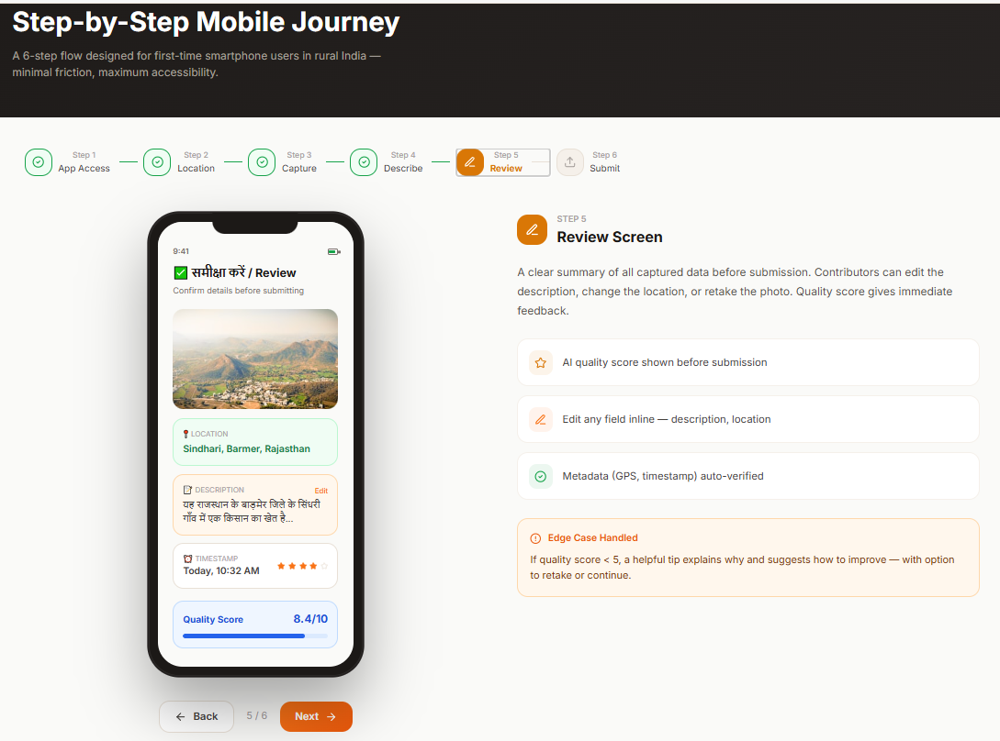 Step-by-Step Mobile Journey
A 6-step flow designed for first-time smartphone users in rural India —
minimal friction, maximum accessibility.
Step 1
App Access
Step 2
Location
Step 3
Capture
Step 4
Describe
Step 5
Review
Step 6
Submit
9:41
✅ समीक्षा करें / Review
Confirm details before submitting
📍 LOCATION
Sindhari, Barmer, Rajasthan
📝 DESCRIPTION
Edit
यह राजस्थान के बाड़मेर जिले के सिंधरी
गाँव में एक किसान का खेत है...
⏰ TIMESTAMP
Today, 10:32 AM
Quality Score
8.4/10
← Back
5 / 6
Next →
STEP 5
Review Screen
A clear summary of all captured data before submission. Contributors can edit the
description, change the location, or retake the photo. Quality score gives immediate
feedback.
AI quality score shown before submission
Edit any field inline — description, location
Metadata (GPS, timestamp) auto-verified
Edge Case Handled
If quality score < 5, a helpful tip explains why and suggests how to improve — with option
to retake or continue.